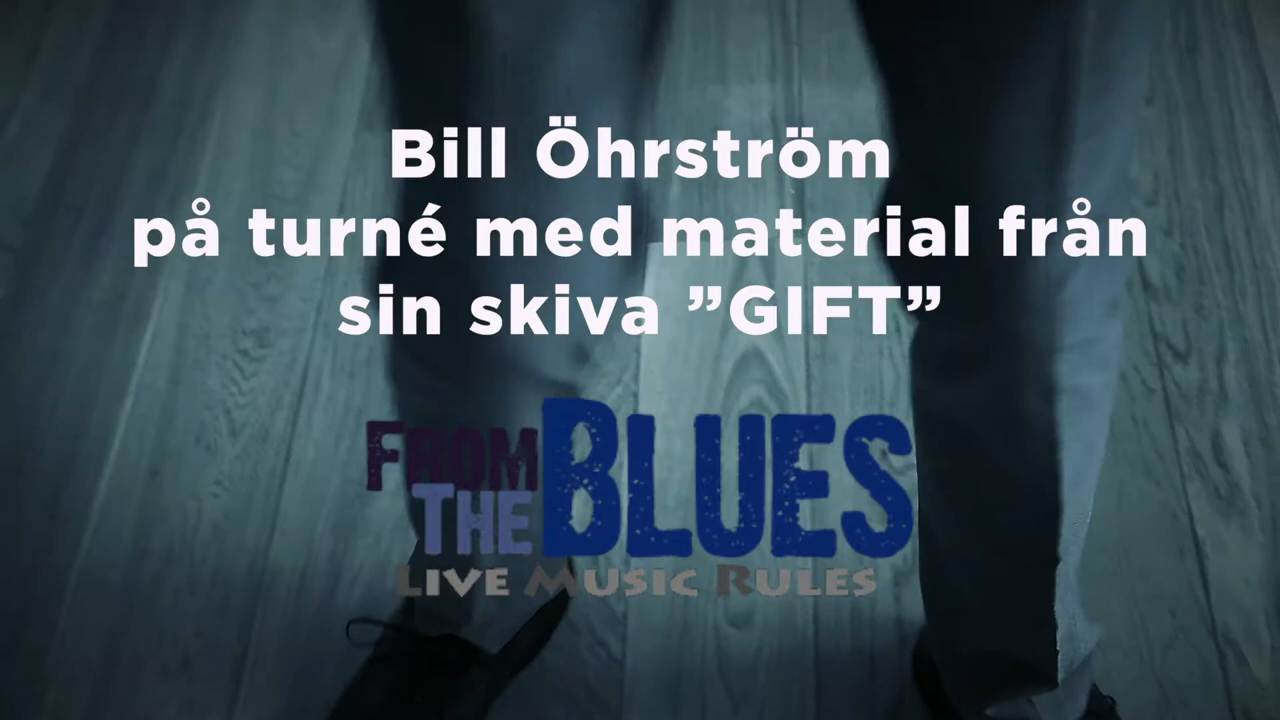 Bill Öhrström
på turné med material från
sin skiva ”GIFT”
FROM
THE BLUES
LIVE MUSIC RULES